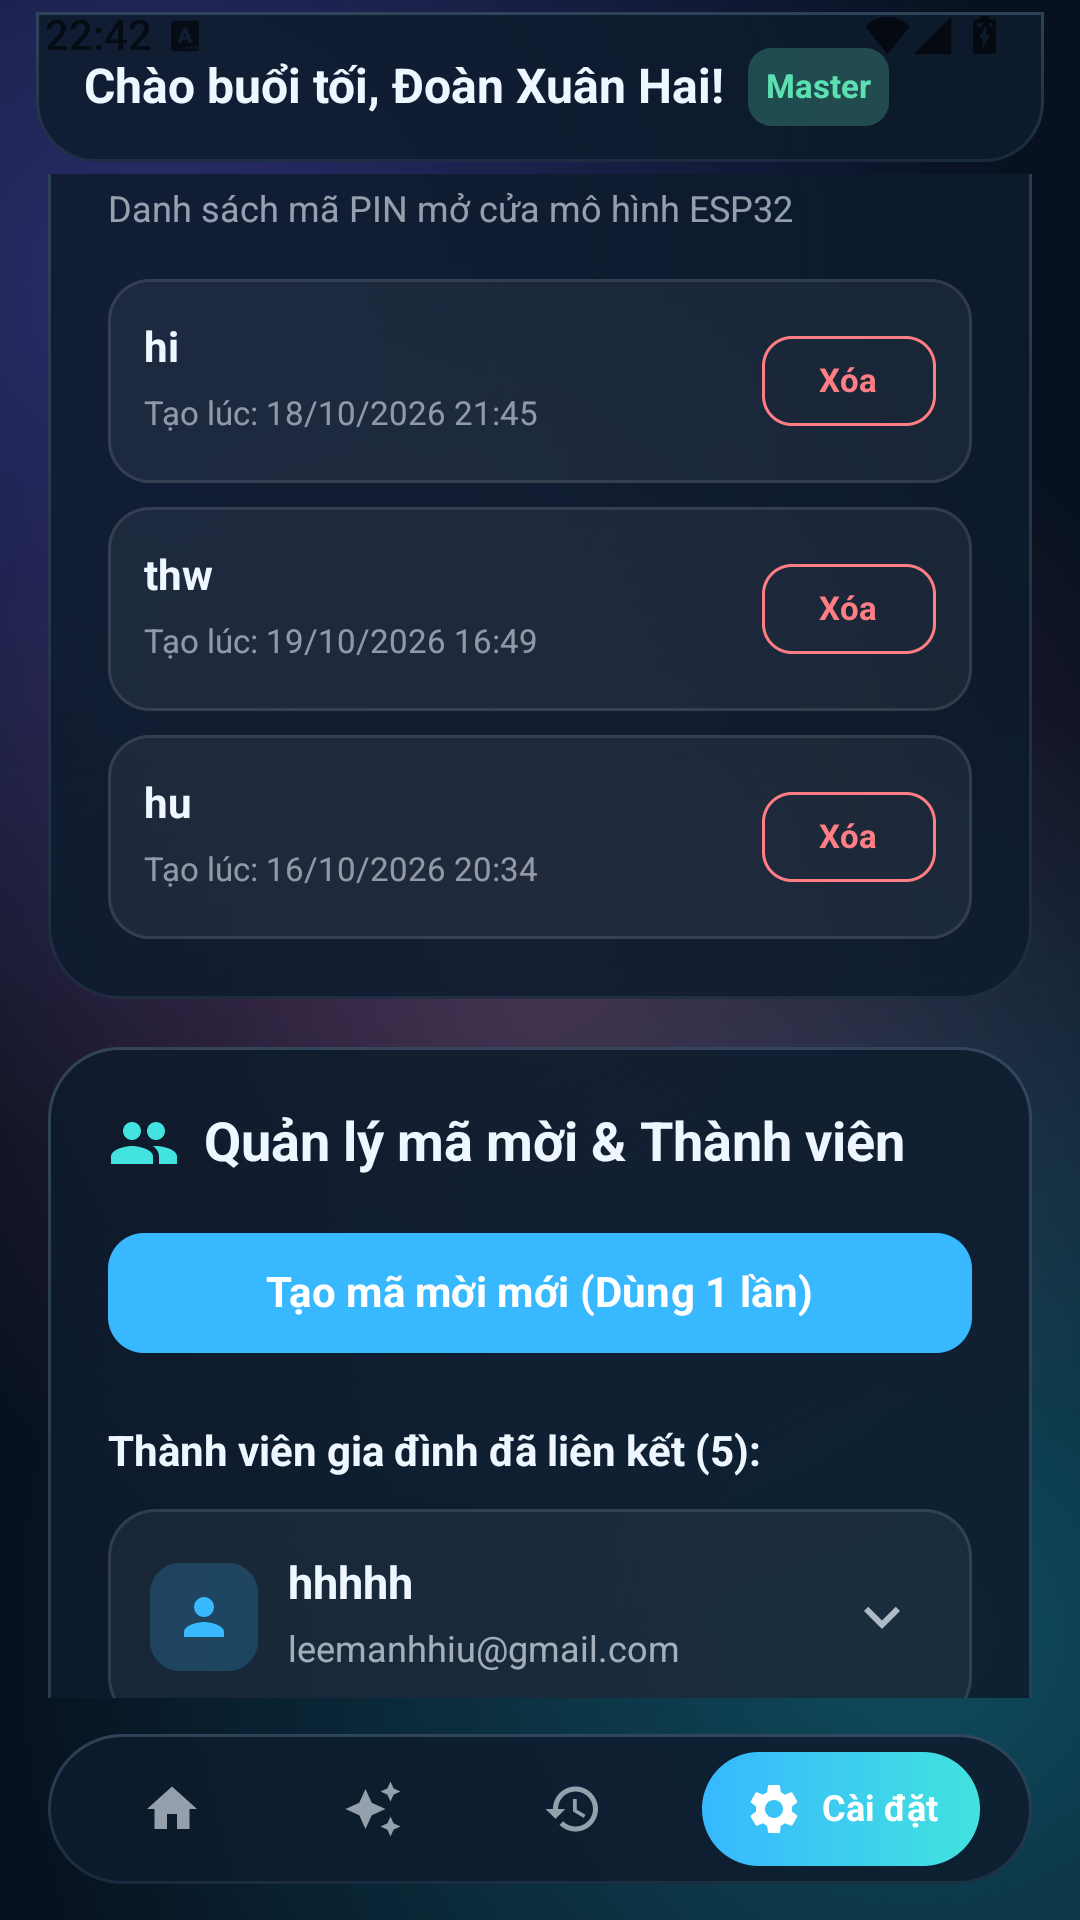 22:42
Chào buổi tối, Đoàn Xuân Hai! Master
Danh sách mã PIN mở cửa mô hình ESP32
hi
Tạo lúc: 18/10/2026 21:45
Xóa
thw
Tạo lúc: 19/10/2026 16:49
Xóa
hu
Tạo lúc: 16/10/2026 20:34
Xóa
Quản lý mã mời & Thành viên
Tạo mã mời mới (Dùng 1 lần)
Thành viên gia đình đã liên kết (5):
hhhhh
leemanhhiu@gmail.com
Cài đặt